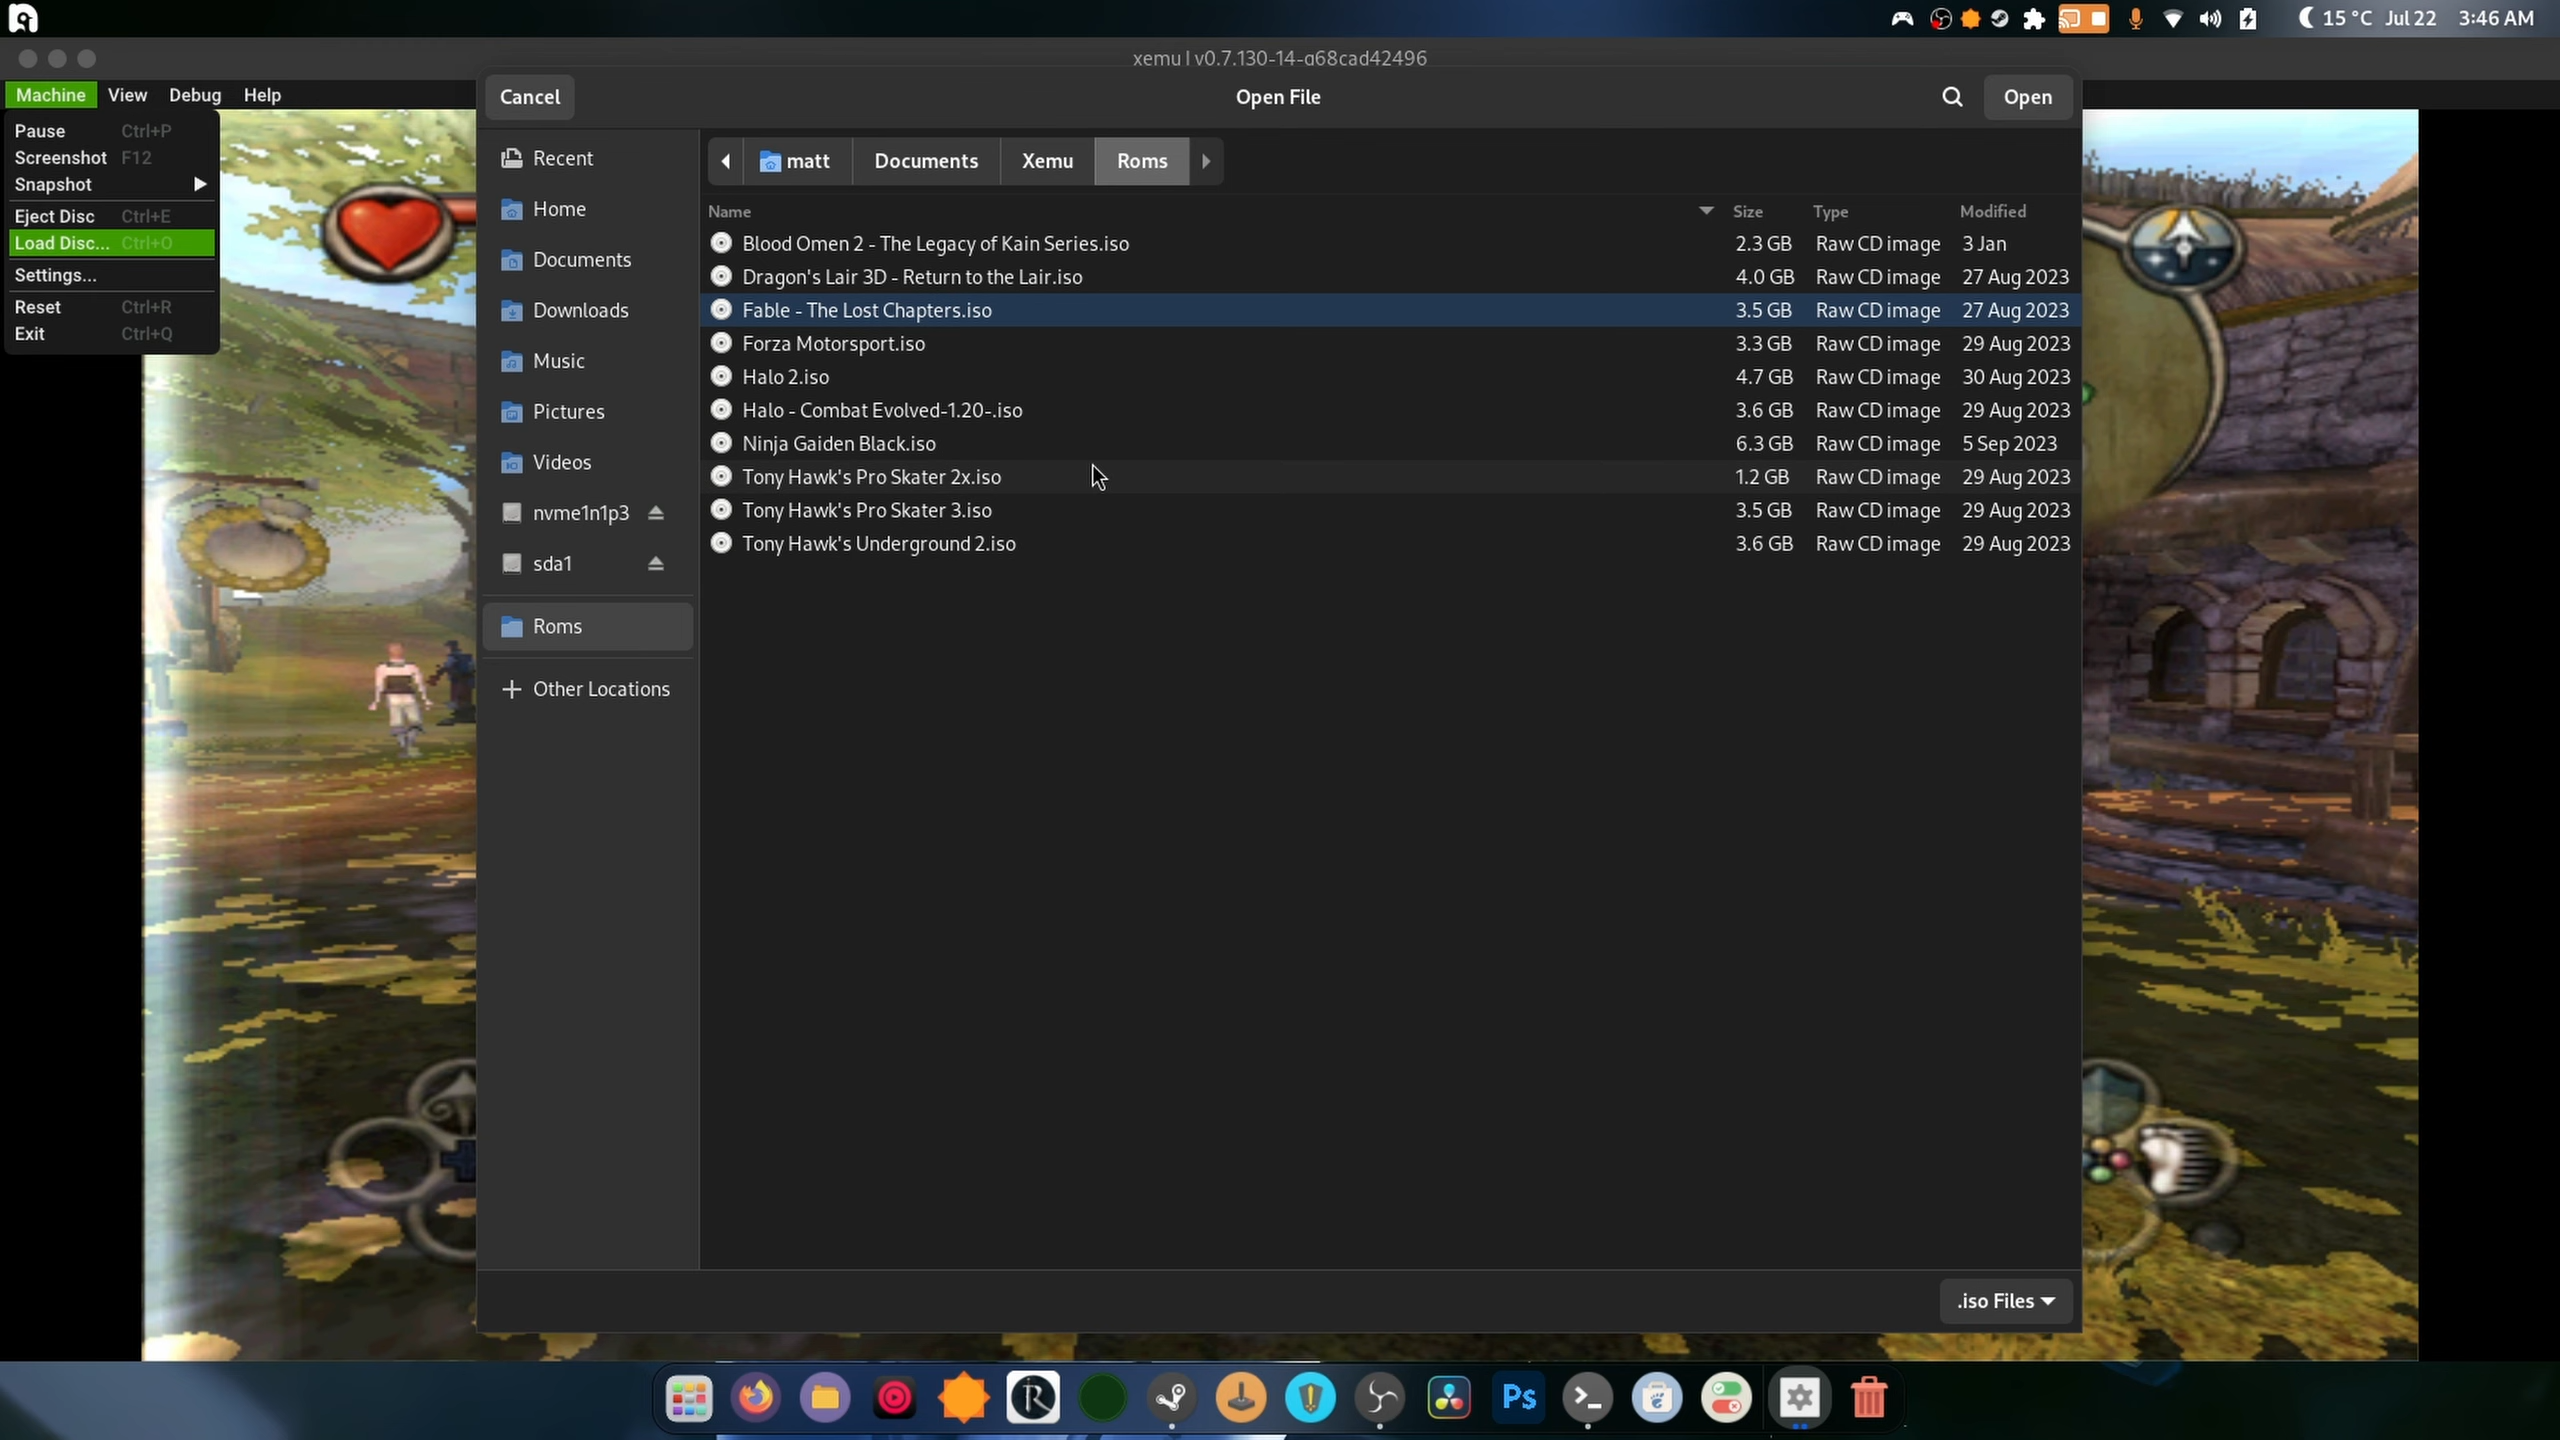 15 °C Jul 22 3:46 AM
xemu | v0.7.130-14-g68cad42496
Machine View Debug Help
Pause Ctrl+P
Screenshot F12
Snapshot
Eject Disc Ctrl+E
Load Disc... Ctrl+O
Settings...
Reset Ctrl+R
Exit Ctrl+Q
Cancel Open File Open
Recent
Home
Documents
Downloads
Music
Pictures
Videos
nvme1n1p3
sda1
Roms
Other Locations
matt Documents Xemu Roms
Name Size Type Modified
Blood Omen 2 - The Legacy of Kain Series.iso 2.3 GB Raw CD image 3 Jan
Dragon's Lair 3D - Return to the Lair.iso 4.0 GB Raw CD image 27 Aug 2023
Fable - The Lost Chapters.iso 3.5 GB Raw CD image 27 Aug 2023
Forza Motorsport.iso 3.3 GB Raw CD image 29 Aug 2023
Halo 2.iso 4.7 GB Raw CD image 30 Aug 2023
Halo - Combat Evolved-1.20-.iso 3.6 GB Raw CD image 29 Aug 2023
Ninja Gaiden Black.iso 6.3 GB Raw CD image 5 Sep 2023
Tony Hawk's Pro Skater 2x.iso 1.2 GB Raw CD image 29 Aug 2023
Tony Hawk's Pro Skater 3.iso 3.5 GB Raw CD image 29 Aug 2023
Tony Hawk's Underground 2.iso 3.6 GB Raw CD image 29 Aug 2023
.iso Files
R
Ps